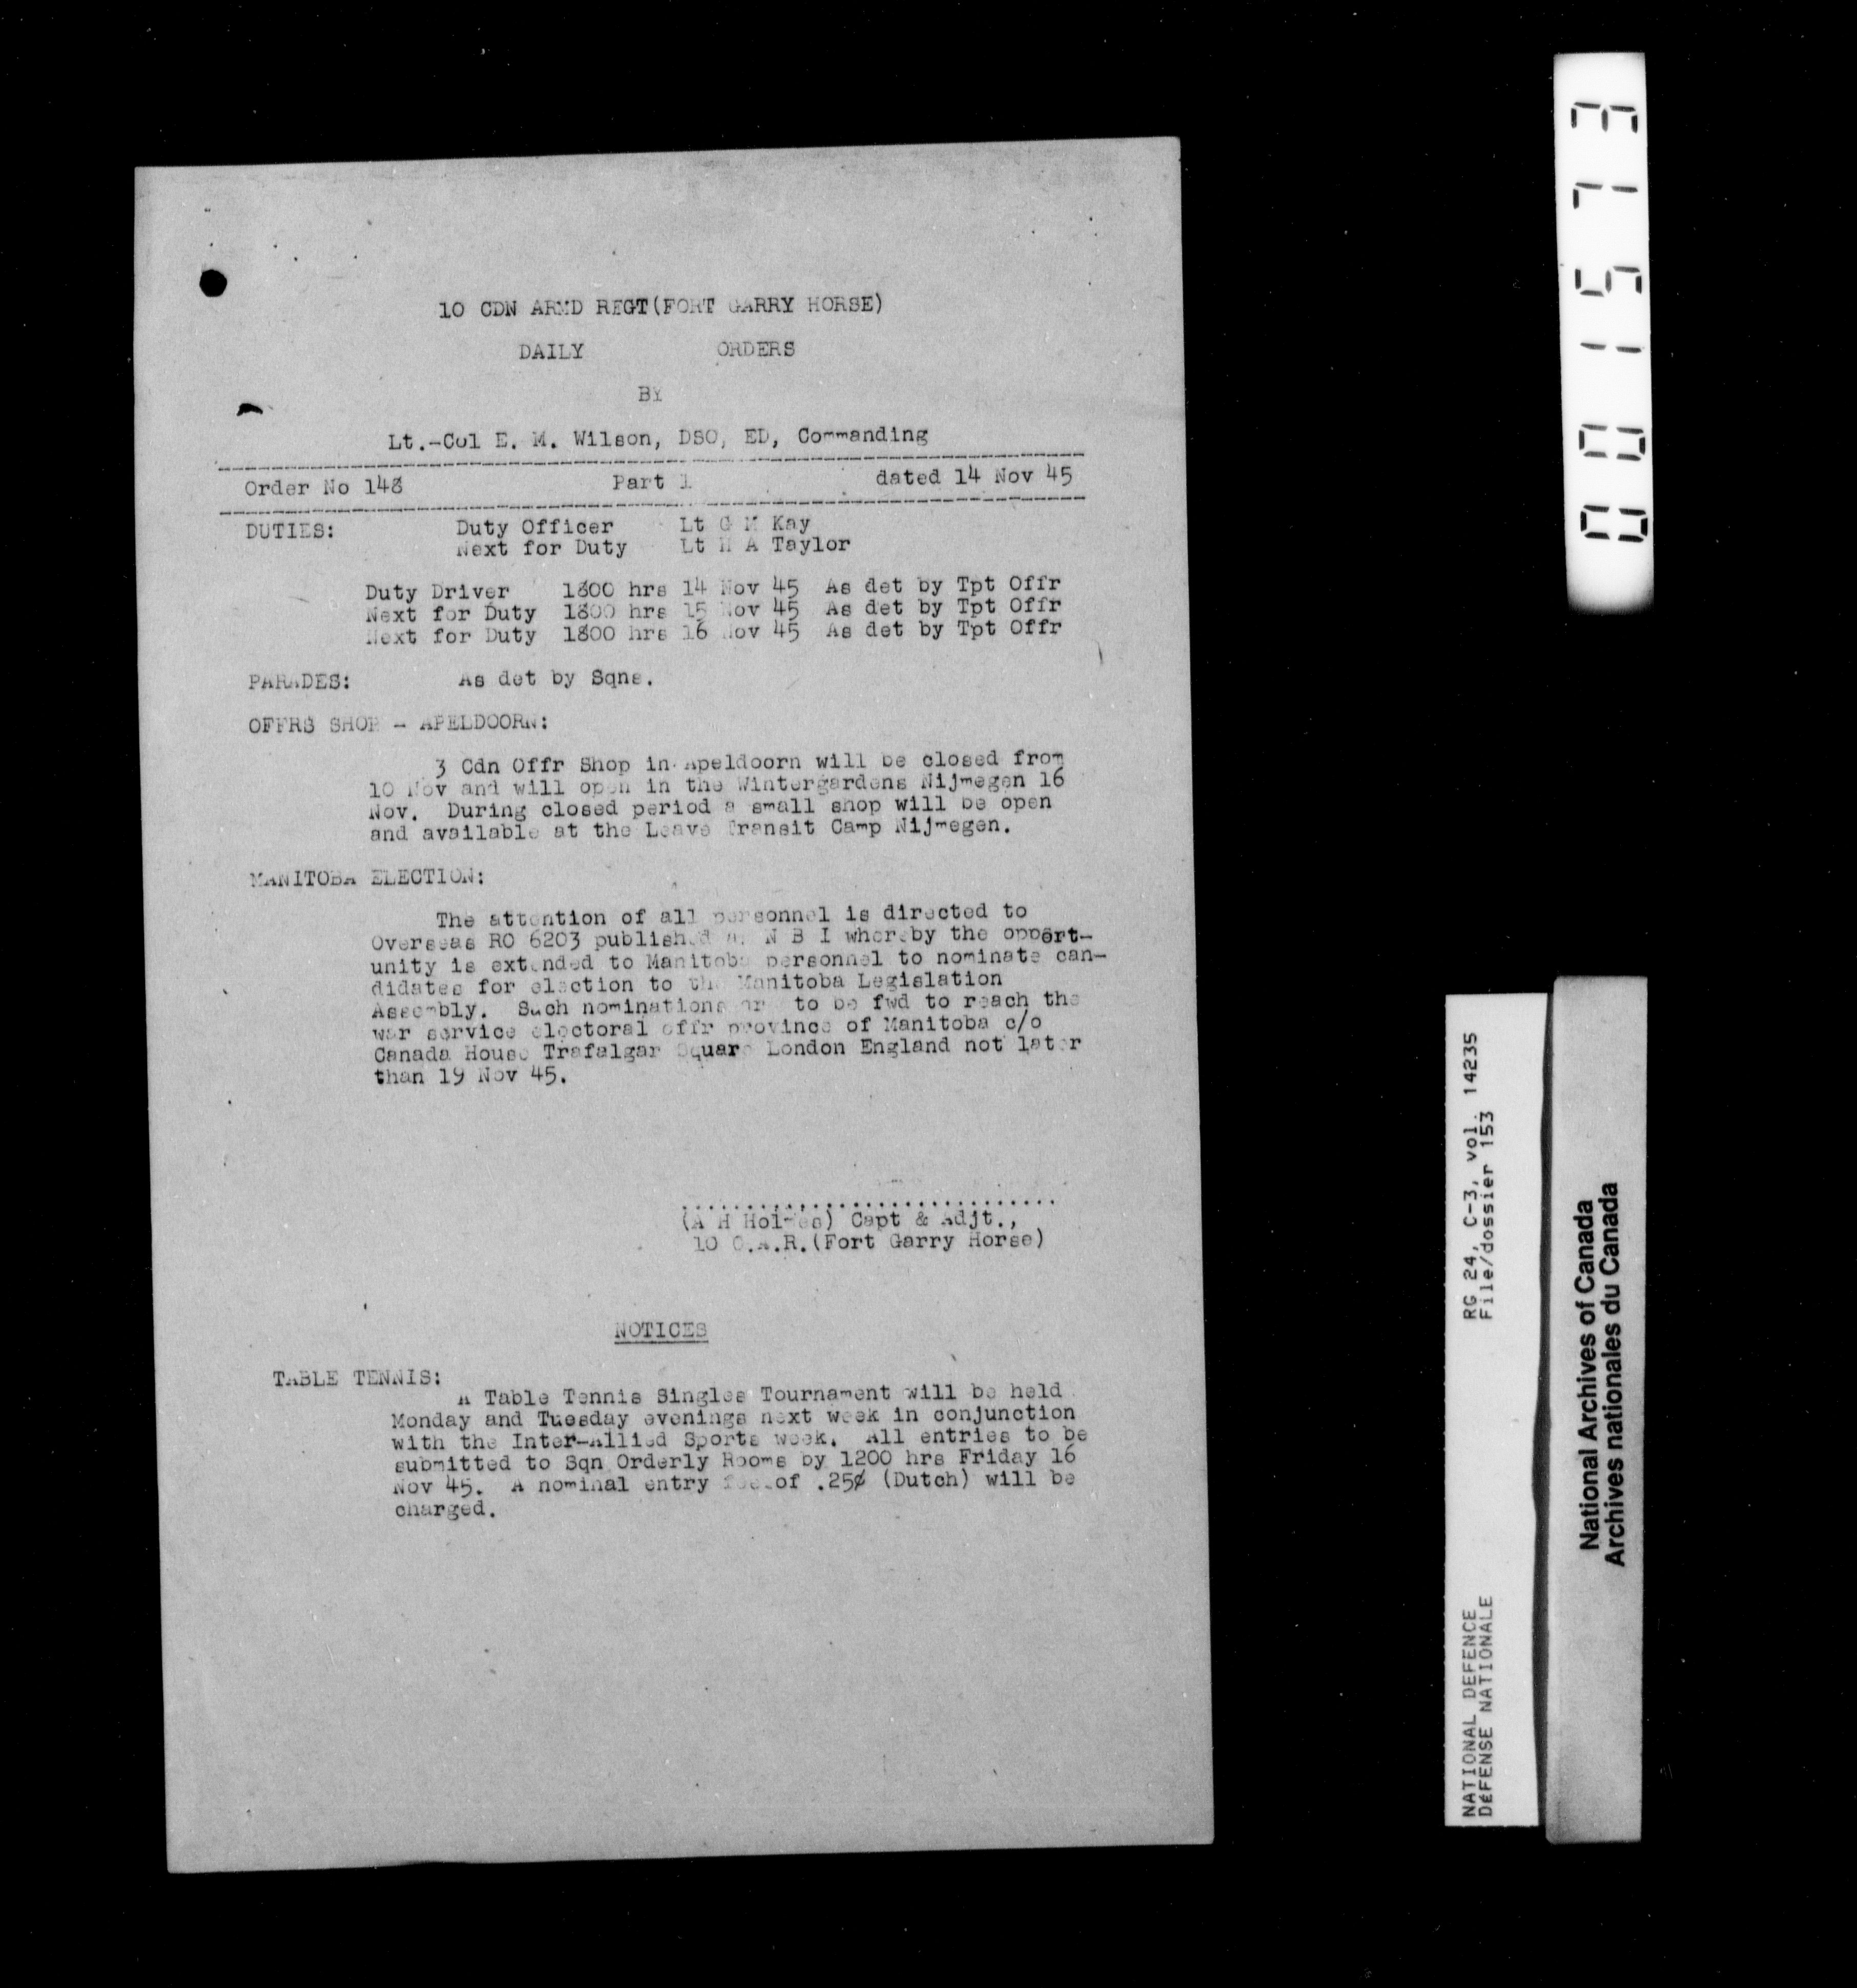 10 CDN ARMD REGT(FORT GARRY HORSE)
DAILY ORDERS
BY
Lt.-Col E. M. Wilson, DSO, ED, Commanding
Order No 148 Part 1 dated 14 Nov 45
DUTIES: Duty Officer Lt G M Kay
Next for Duty Lt H A Taylor
Duty Driver 1800 hrs 14 Nov 45 As det by Tpt Offr
Next for Duty 1800 hrs 15 Nov 45 As det by Tpt Offr
Next for Duty 1800 hrs 16 Nov 45 As det by Tpt Offr
PARADES: As det by Sqns.
OFFRS SHOP - APELDOORN:
3 Cdn Offr Shop in Apeldoorn will be closed from
10 Nov and will open in the Wintergardens Nijmegen 16
Nov. During closed period a small shop will be open
and available at the Leave Transit Camp Nijmegen.
MANITOBA ELECTION:
The attention of all personnel is directed to
Overseas RO 6203 published N B I whereby the opport-
unity is extended to Manitoba personnel to nominate can-
didates for election to the Manitoba Legislation
Assembly. Such nominations are to be fwd to reach the
war service electoral offr province of Manitoba c/o
Canada House Trafalgar Square London England not later
than 19 Nov 45.
(A H Holmes) Capt & Adjt.,
10 C.A.R.(Fort Garry Horse)
NOTICES
TABLE TENNIS:
A Table Tennis Singles Tournament will be held
Monday and Tuesday evenings next week in conjunction
with the Inter-Allied Sports week. All entries to be
submitted to Sqn Orderly Rooms by 1200 hrs Friday 16
Nov 45. A nominal entry fee of .25¢ (Dutch) will be
charged.
001573
NATIONAL DEFENCE RG 24, C-3, vol. 14235
DÉFENSE NATIONALE File/dossier 153
National Archives of Canada
Archives nationales du Canada